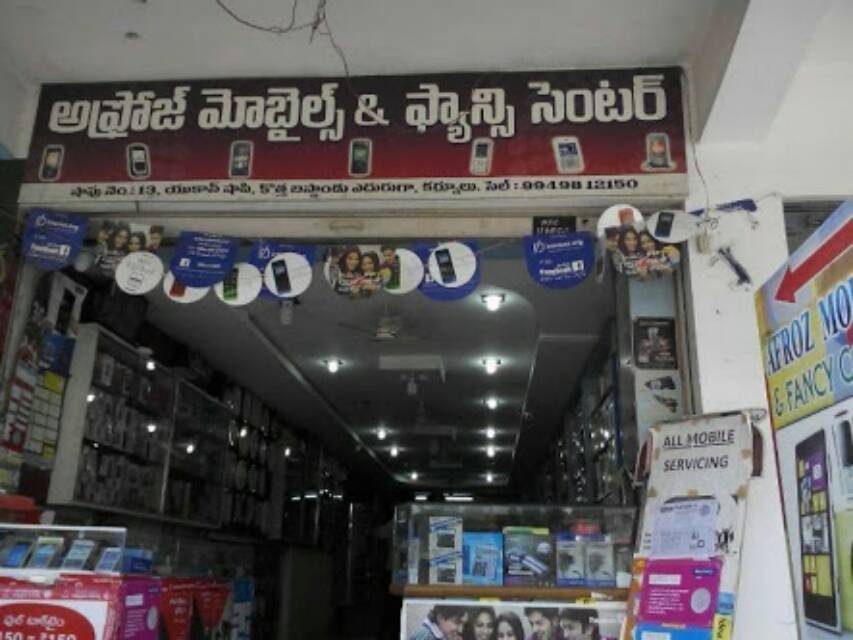 అఫ్రోజ్ మోబైల్స్ & ఫ్యాన్సి సెంటర్
షాపు నెం : 13, యుకాన్ షాపి, కొత్త బస్టాండు ఎదురుగా, కర్నూలు. సెల్ : 9949812150
AFROZ MO
& FANCY C
ALL MOBILE
SERVICING
ఫుల్ టాక్‌టైం